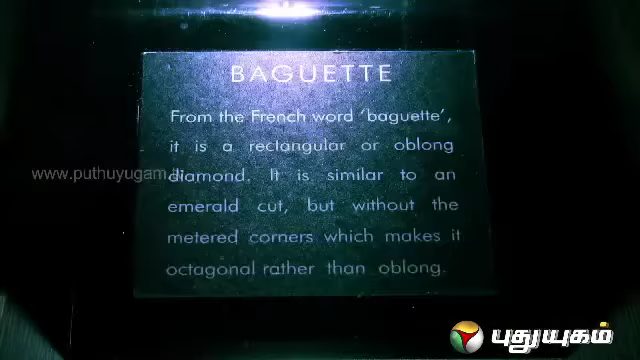 BAGUETTE
From the French word ‘baguette’,
it is a rectangular or oblong
diamond. It is similar to an
emerald cut, but without the
metered corners which makes it
octagonal rather than oblong.
www.puthuyugam
புதுயுகம்